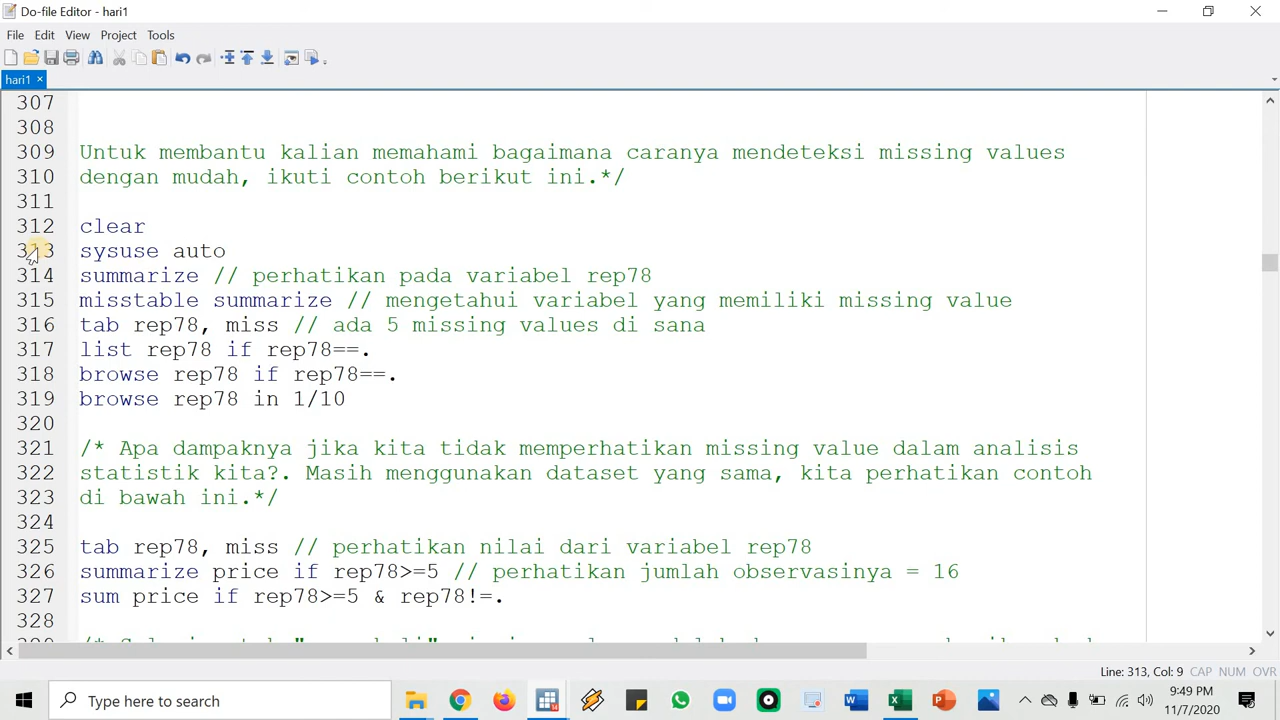 Do-file Editor - hari1
File Edit View Project Tools
hari1 ×
307
308
309 Untuk membantu kalian memahami bagaimana caranya mendeteksi missing values
310 dengan mudah, ikuti contoh berikut ini.*/
311
312 clear
313 sysuse auto
314 summarize // perhatikan pada variabel rep78
315 misstable summarize // mengetahui variabel yang memiliki missing value
316 tab rep78, miss // ada 5 missing values di sana
317 list rep78 if rep78==.
318 browse rep78 if rep78==.
319 browse rep78 in 1/10
320
321 /* Apa dampaknya jika kita tidak memperhatikan missing value dalam analisis
322 statistik kita?. Masih menggunakan dataset yang sama, kita perhatikan contoh
323 di bawah ini.*/
324
325 tab rep78, miss // perhatikan nilai dari variabel rep78
326 summarize price if rep78>=5 // perhatikan jumlah observasinya = 16
327 sum price if rep78>=5 & rep78!=.
328
Line: 313, Col: 9 CAP NUM OVR
Type here to search
9:49 PM
11/7/2020